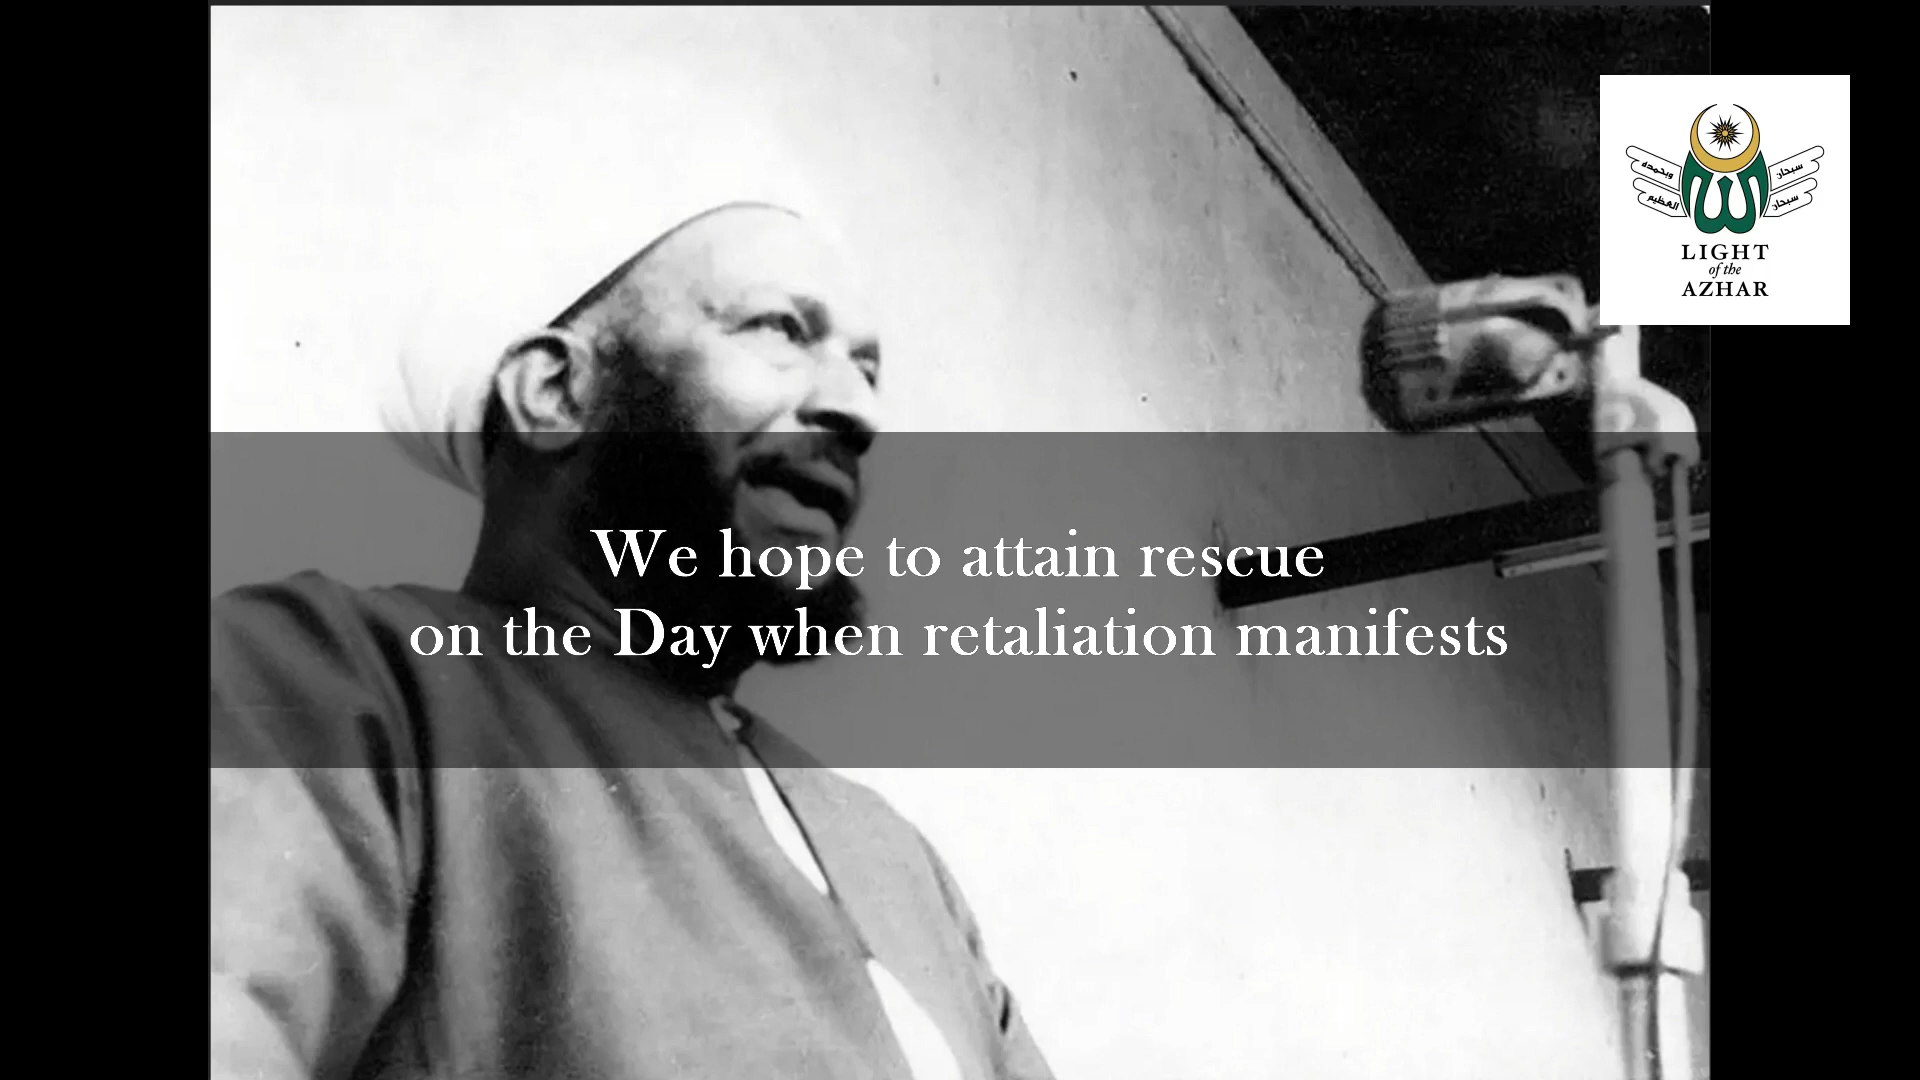 We hope to attain rescue
on the Day when retaliation manifests
سبحان
وبحمده
سبحان
العظيم
الله
LIGHT
of the
AZHAR